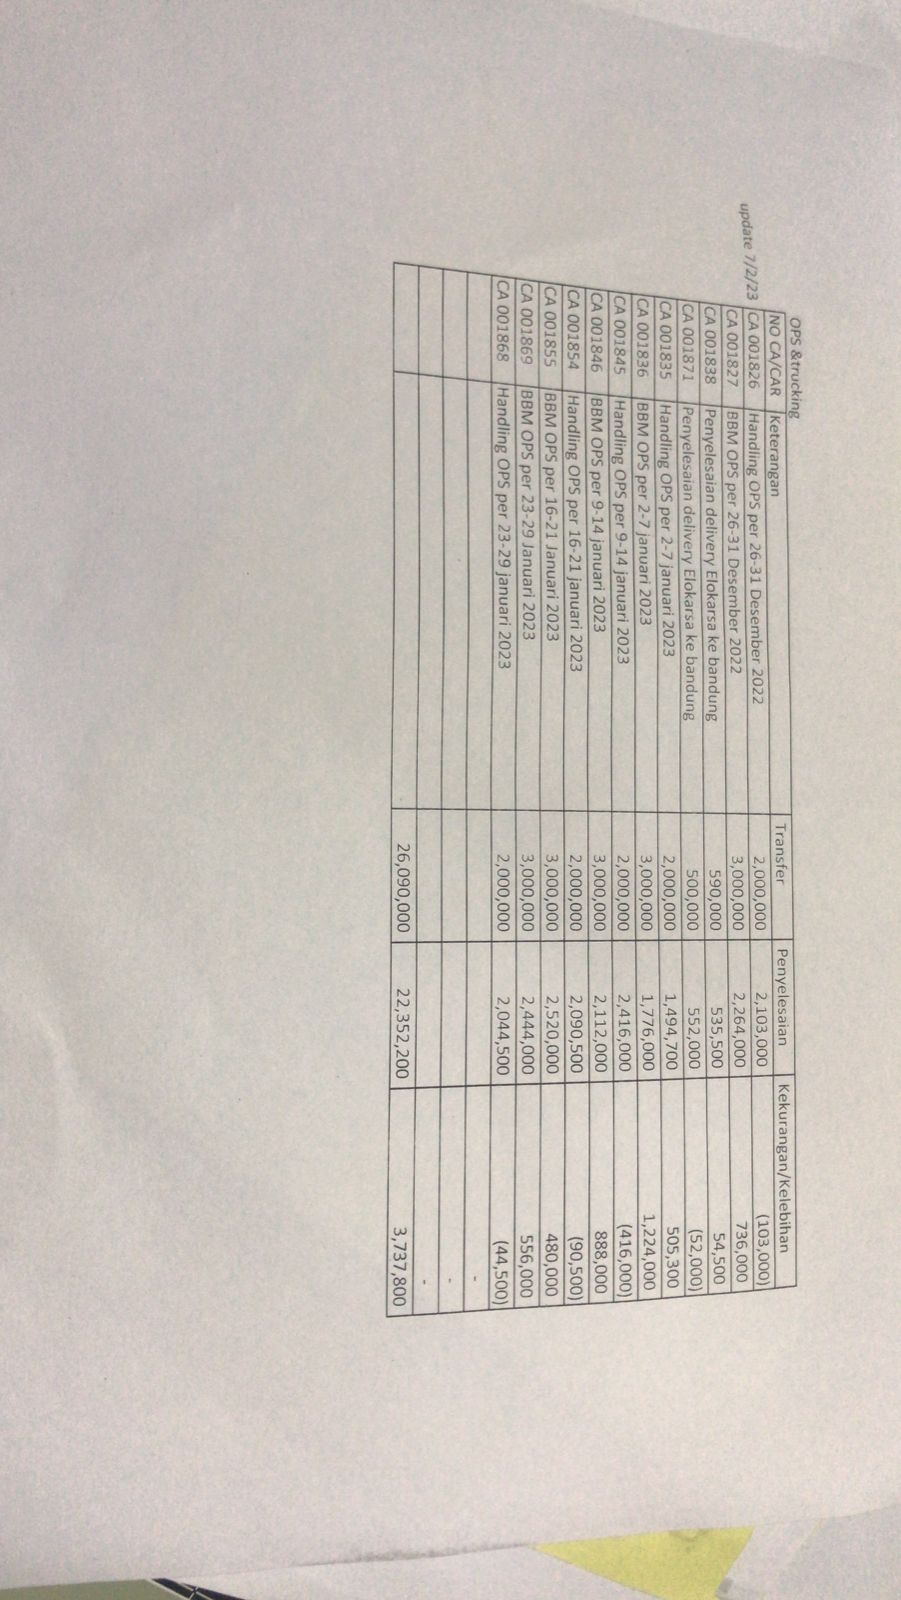 OPS &trucking
NO CA/CAR Keterangan Transfer Penyelesaian Kekurangan/Kelebihan
update 7/2/23 CA 001826 Handling OPS per 26-31 Desember 2022 2,000,000 2,103,000 (103,000)
CA 001827 BBM OPS per 26-31 Desember 2022 3,000,000 2,264,000 736,000
CA 001838 Penyelesaian delivery Elokarsa ke bandung 590,000 535,500 54,500
CA 001871 Penyelesaian delivery Elokarsa ke bandung 500,000 552,000 (52,000)
CA 001835 Handling OPS per 2-7 januari 2023 2,000,000 1,494,700 505,300
CA 001836 BBM OPS per 2-7 januari 2023 3,000,000 1,776,000 1,224,000
CA 001845 Handling OPS per 9-14 januari 2023 2,000,000 2,416,000 (416,000)
CA 001846 BBM OPS per 9-14 januari 2023 3,000,000 2,112,000 888,000
CA 001854 Handling OPS per 16-21 januari 2023 2,000,000 2,090,500 (90,500)
CA 001855 BBM OPS per 16-21 Januari 2023 3,000,000 2,520,000 480,000
CA 001869 BBM OPS per 23-29 Januari 2023 3,000,000 2,444,000 556,000
CA 001868 Handling OPS per 23-29 januari 2023 2,000,000 2,044,500 (44,500)
-
-
-
26,090,000 22,352,200 3,737,800